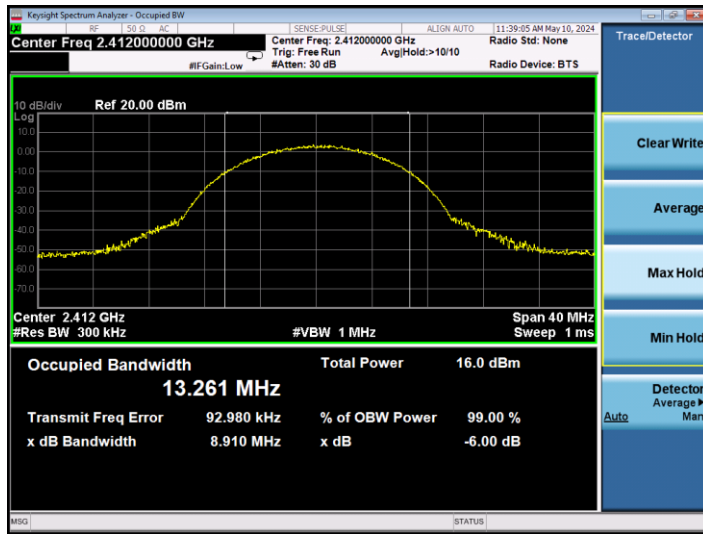 Keysight Spectrum Analyzer - Occupied BW
LXI RF 50 Ω AC SENSE:PULSE ALIGN AUTO 11:39:05 AM May 10, 2024
Center Freq 2.412000000 GHz Center Freq: 2.412000000 GHz Radio Std: None
Trig: Free Run Avg|Hold:>10/10
#IFGain:Low #Atten: 30 dB Radio Device: BTS
Trace/Detector
10 dB/div Ref 20.00 dBm
Log
10.0
0.00
-10.0
-20.0
-30.0
-40.0
-50.0
-60.0
-70.0
Center 2.412 GHz Span 40 MHz
#Res BW 300 kHz #VBW 1 MHz Sweep 1 ms
Occupied Bandwidth Total Power 16.0 dBm
13.261 MHz
Transmit Freq Error 92.980 kHz % of OBW Power 99.00 %
x dB Bandwidth 8.910 MHz x dB -6.00 dB
Clear Write
Average
Max Hold
Min Hold
Detector
Average
Auto Man
MSG STATUS